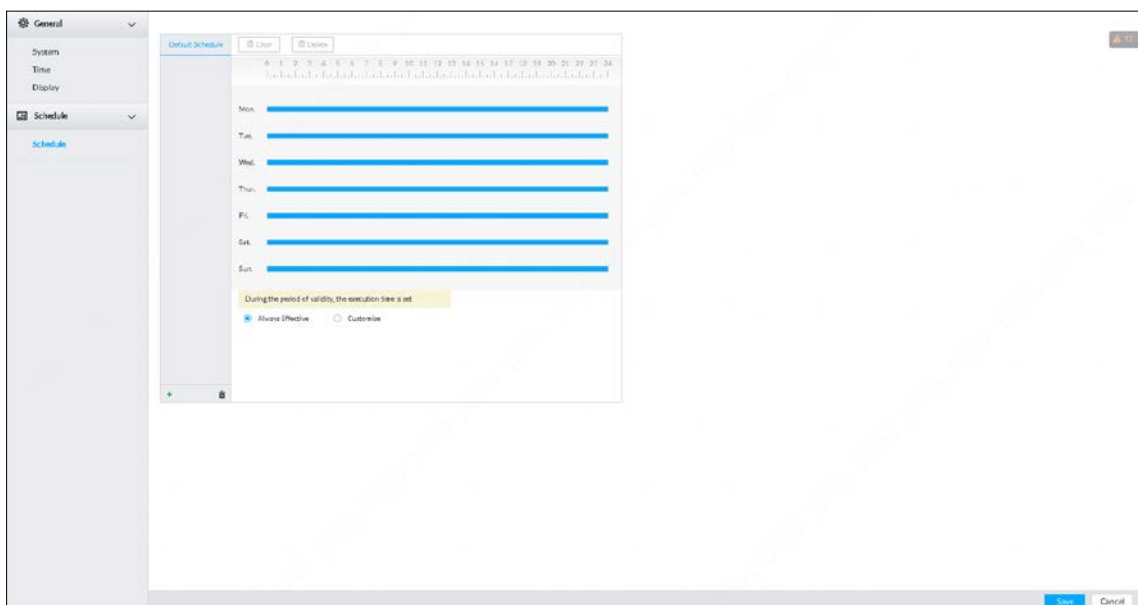 General
System
Time
Display
Schedule
Schedule
Default Schedule
Clear
Delete
0 1 2 3 4 5 6 7 8 9 10 11 12 13 14 15 16 17 18 19 20 21 22 23 24
Mon.
Tue.
Wed.
Thur.
Fri.
Sat.
Sun.
During the period of validity, the execution time is set
Always Effective
Customize
+
Save
Cancel